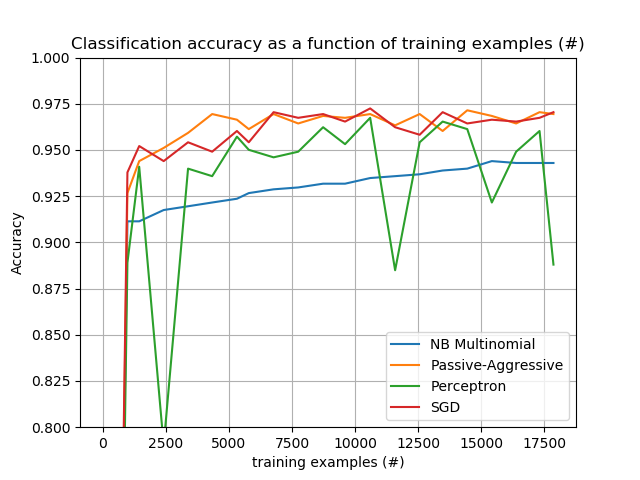 Classification accuracy as a function of training examples (#)
1.000
0.975
0.950
0.925
0.900
0.875
0.850
0.825
0.800
Accuracy
NB Multinomial
Passive-Aggressive
Perceptron
SGD
0 2500 5000 7500 10000 12500 15000 17500
training examples (#)